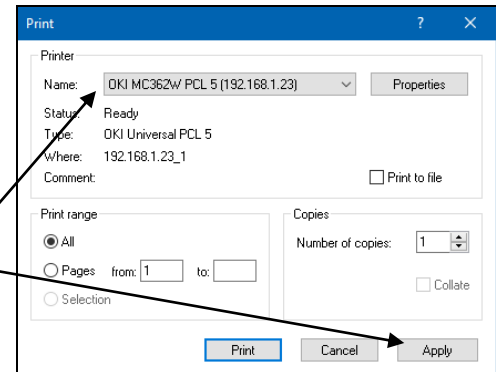 Print ? ×
Printer
Name: OKI MC362W PCL 5 (192.168.1.23) Properties
Status: Ready
Type: OKI Universal PCL 5
Where: 192.168.1.23_1
Comment: Print to file
Print range Copies
All Number of copies: 1
Pages from: 1 to:
Collate
Selection
Print Cancel Apply